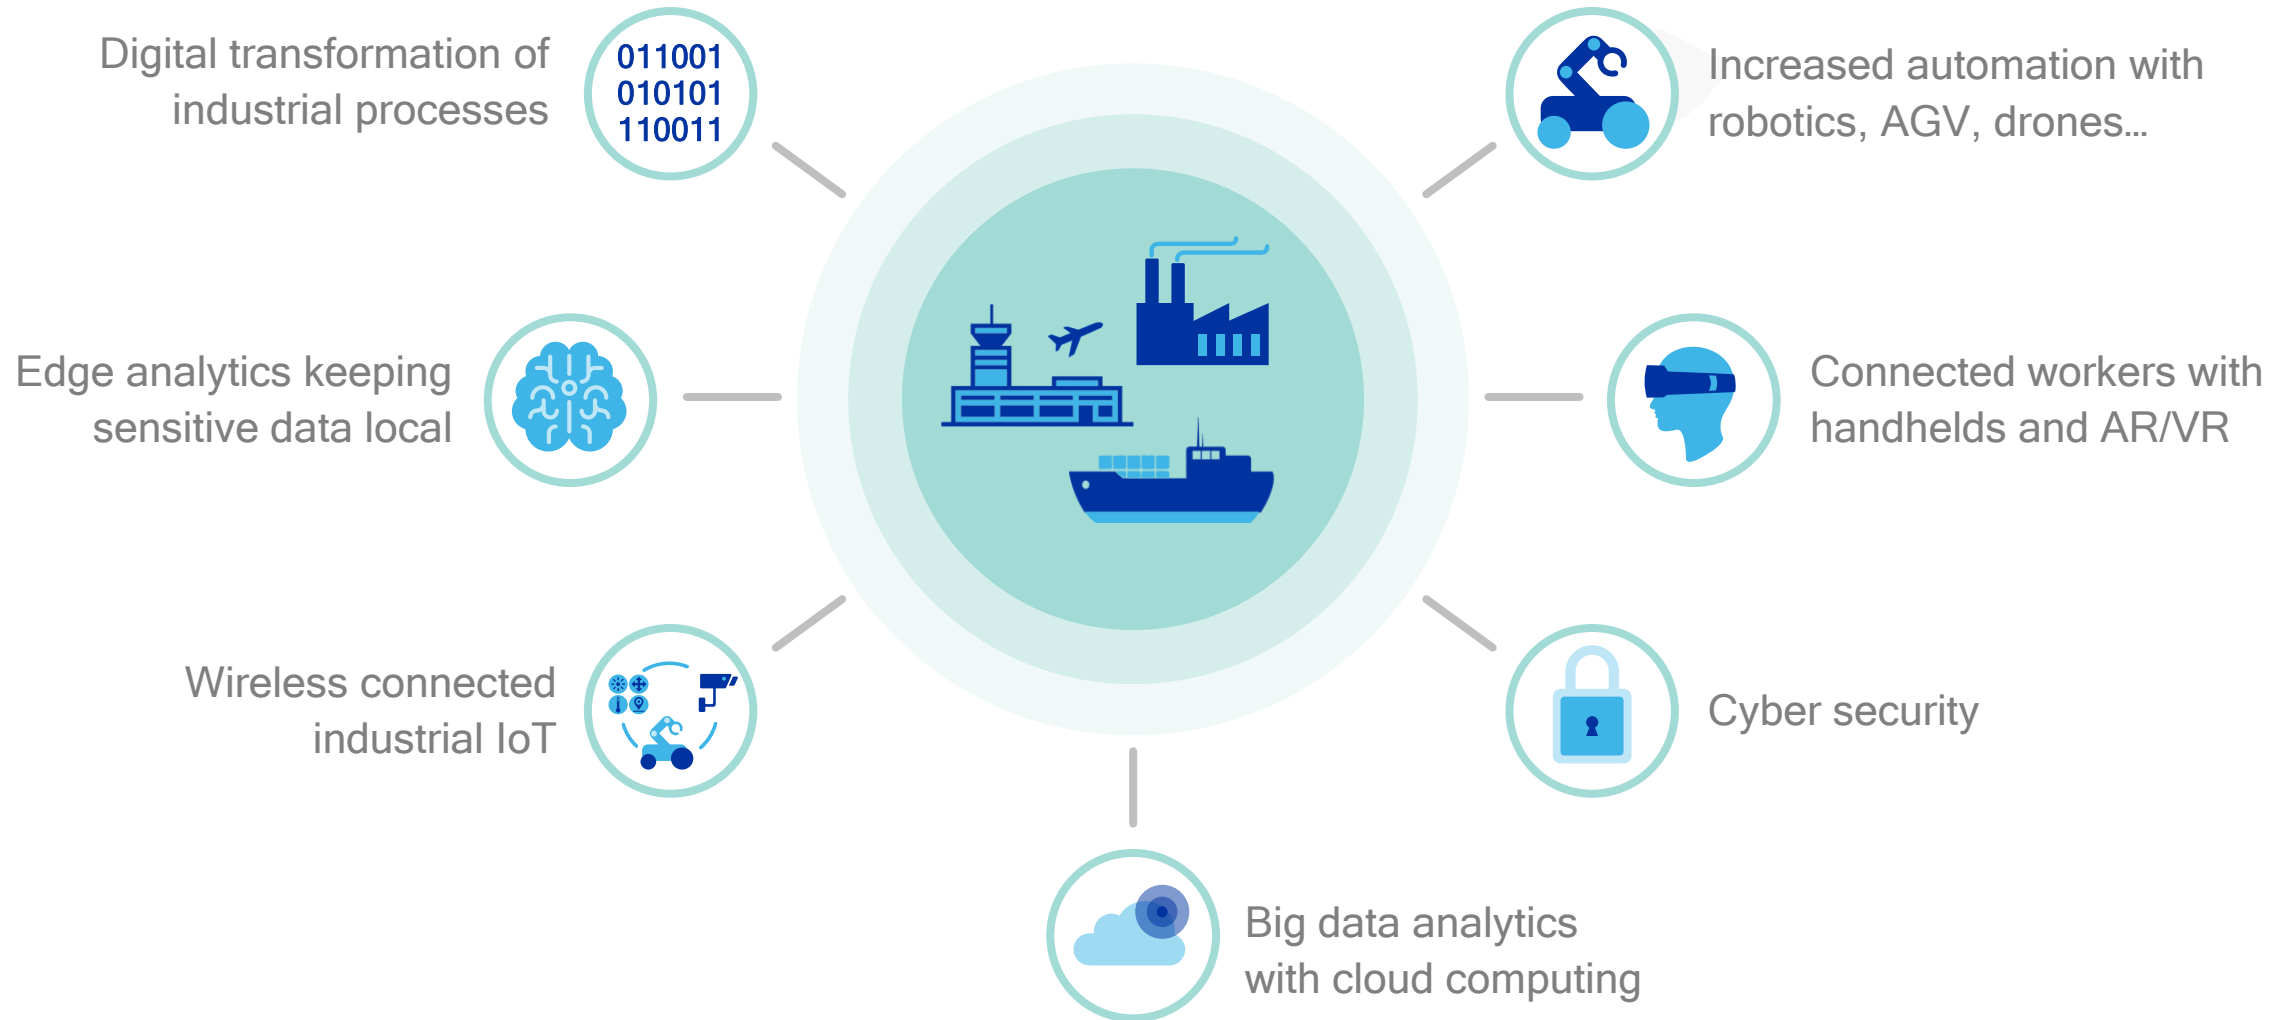 Digital transformation of
industrial processes
011001
010101
110011
Increased automation with
robotics, AGV, drones...
Edge analytics keeping
sensitive data local
Connected workers with
handhelds and AR/VR
Wireless connected
industrial IoT
Cyber security
Big data analytics
with cloud computing